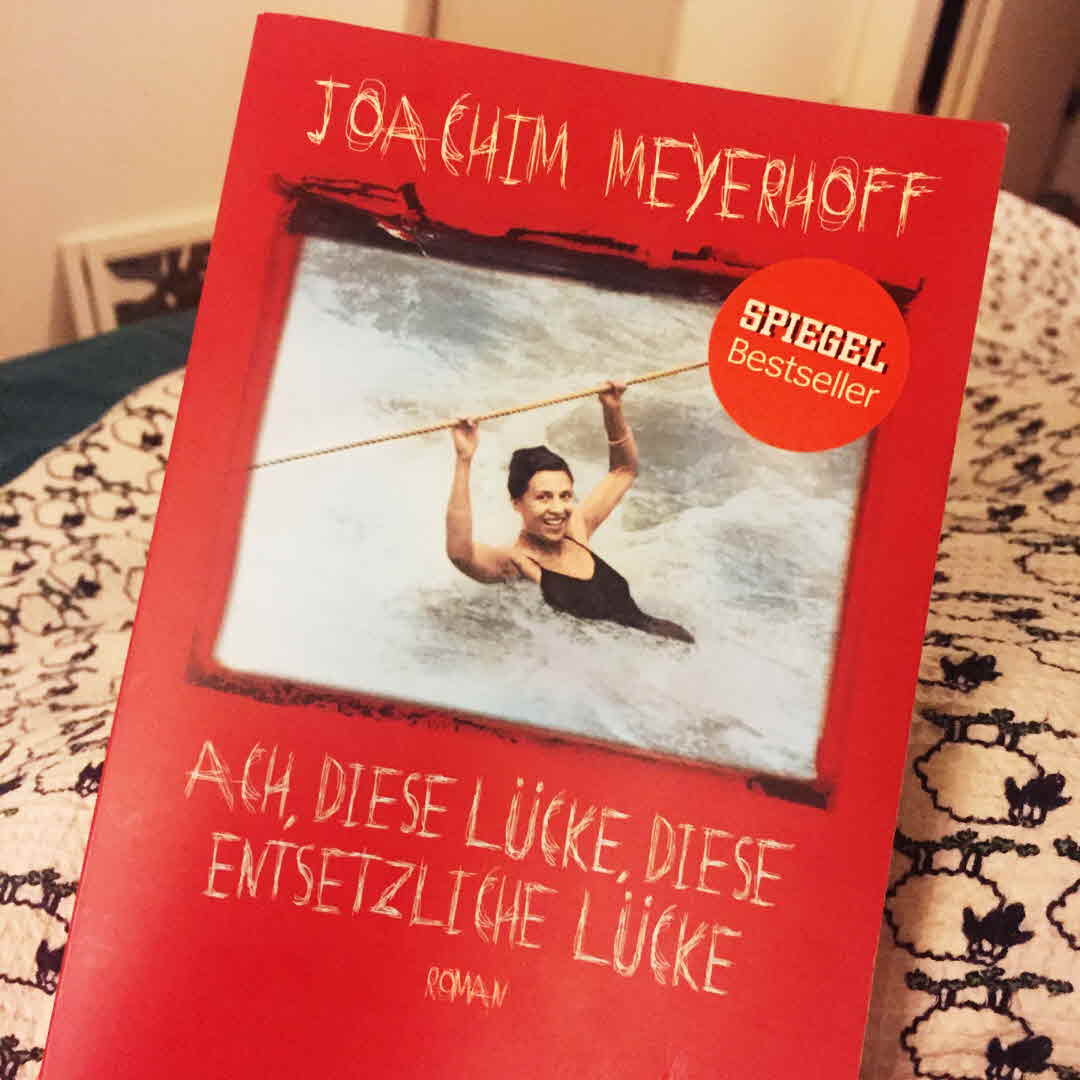 JOACHIM MEYERHOFF
SPIEGEL
Bestseller
ACH, DIESE LÜCKE, DIESE
ENTSETZLICHE LÜCKE
ROMAN